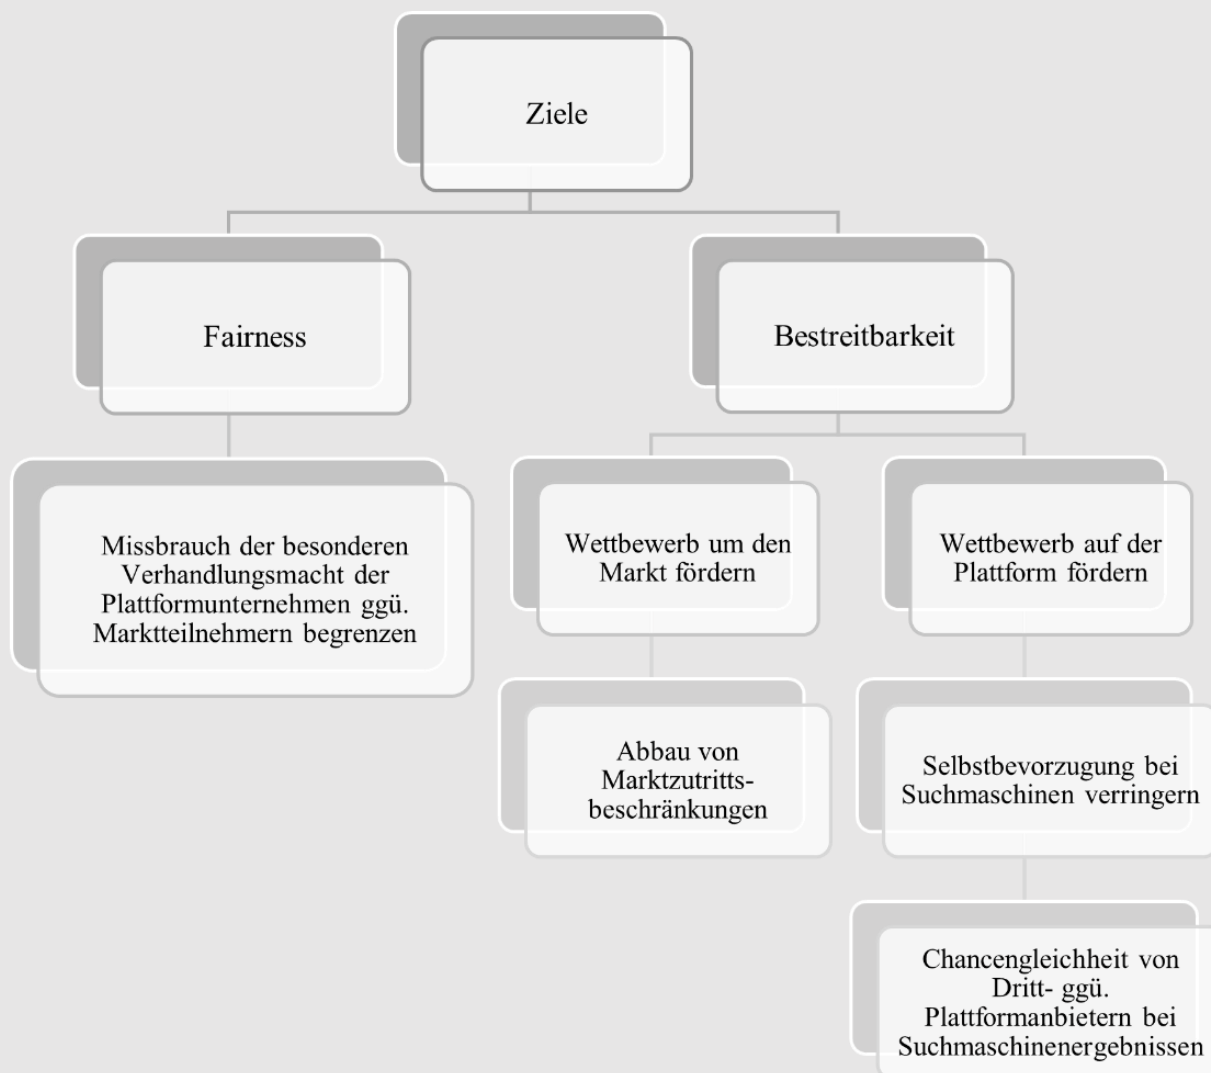 Ziele
Fairness
Bestreitbarkeit
Missbrauch der besonderen
Verhandlungsmacht der
Plattformunternehmen ggü.
Marktteilnehmern begrenzen
Wettbewerb um den
Markt fördern
Wettbewerb auf der
Plattform fördern
Abbau von
Marktzutritts-
beschränkungen
Selbstbevorzugung bei
Suchmaschinen verringern
Chancengleichheit von
Dritt- ggü.
Plattformanbietern bei
Suchmaschinenergebnissen